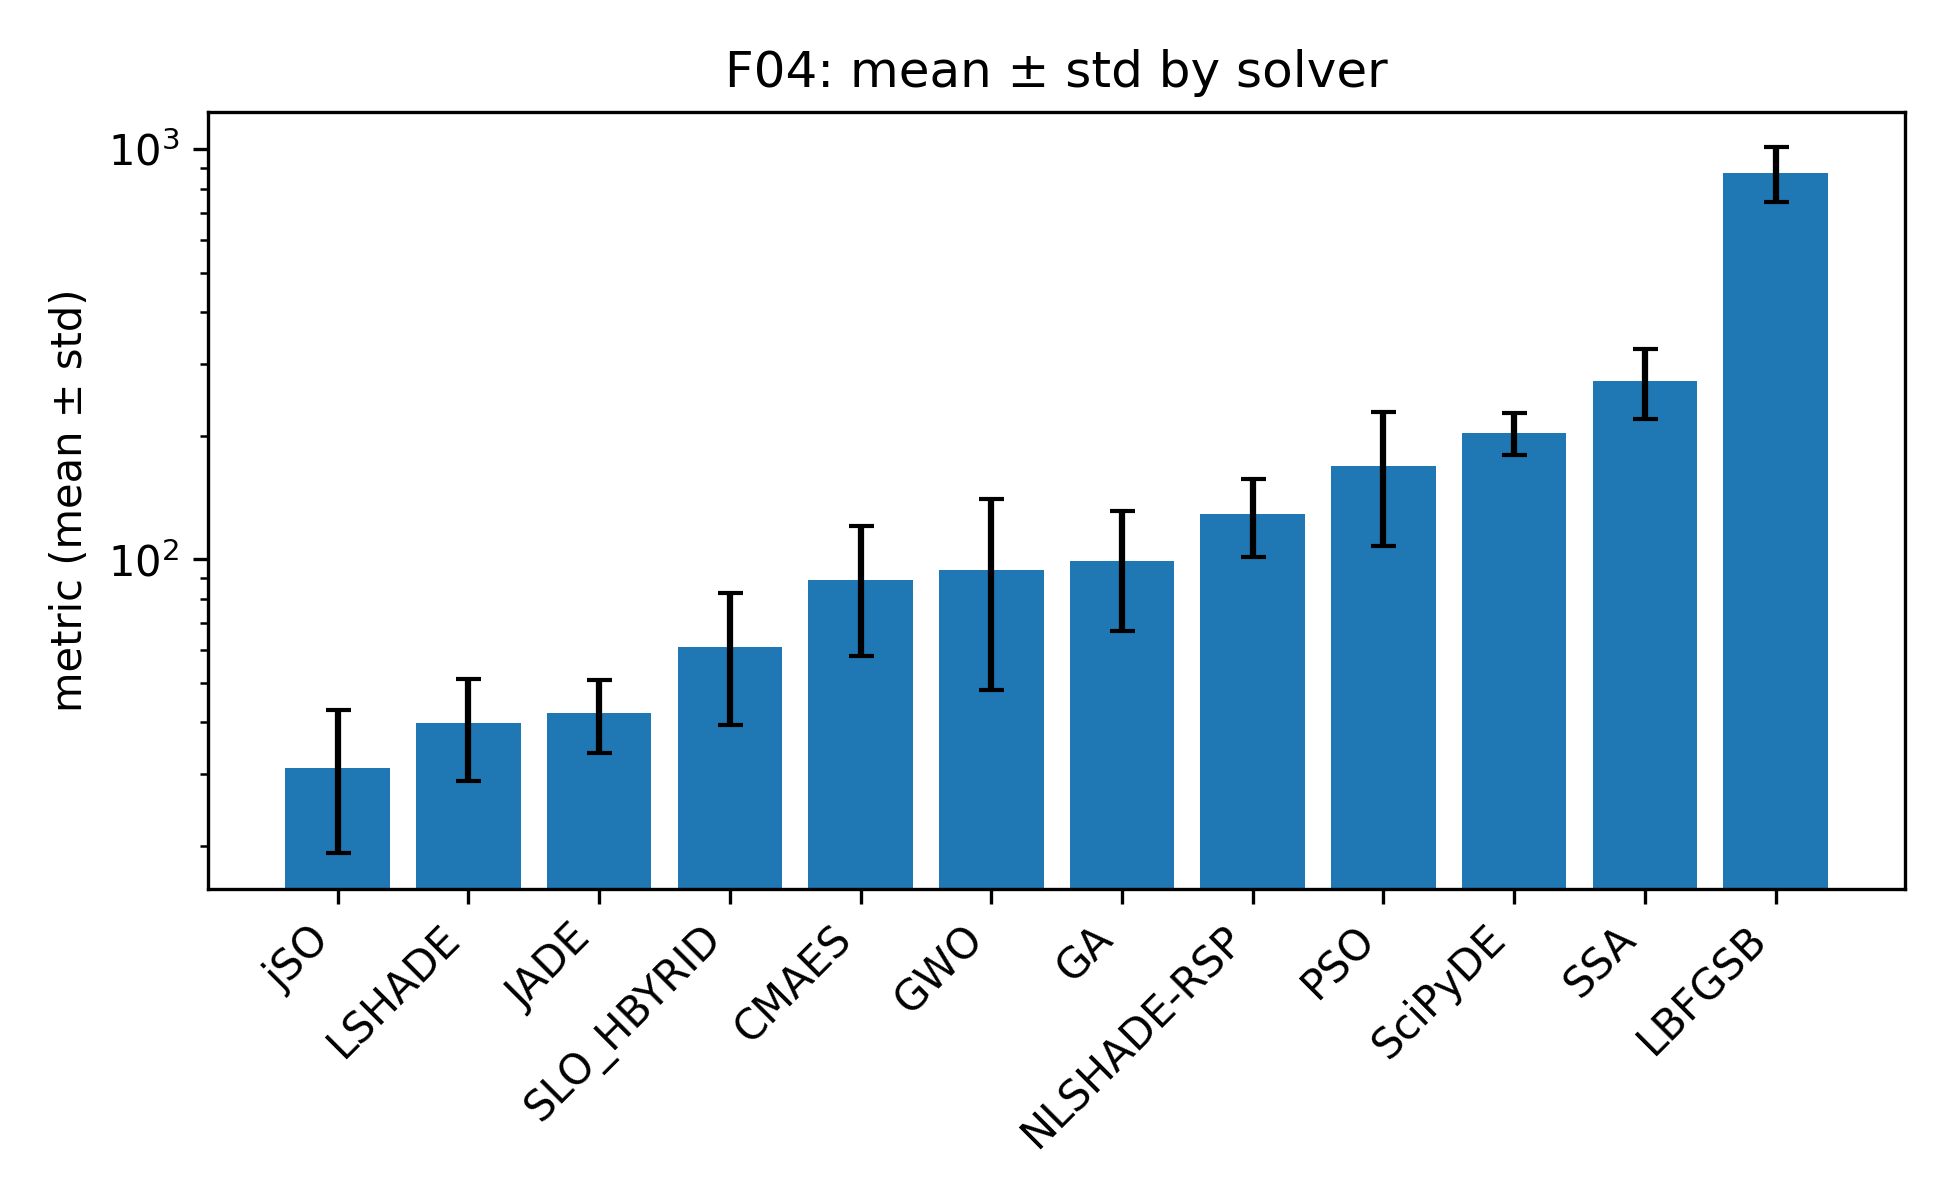 F04: mean ± std by solver
metric (mean ± std)
10³
10²
jSO
LSHADE
JADE
SLO_HBYRID
CMAES
GWO
GA
NLSHADE-RSP
PSO
SciPyDE
SSA
LBFGSB